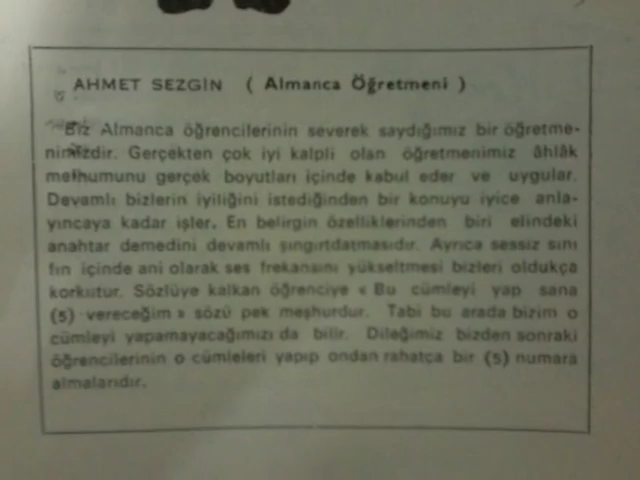 AHMET SEZGİN ( Almanca Öğretmeni )
Biz Almanca öğrencilerinin severek saydığımız bir öğretme-
nimizdir. Gerçekten çok iyi kalpli olan öğretmenimiz âhlâk
mefhumunu gerçek boyutları içinde kabul eder ve uygular.
Devamlı bizlerin iyiliğini istediğinden bir konuyu iyice anla-
yıncaya kadar işler. En belirgin özelliklerinden biri elindeki
anahtar demedini devamlı şıngırtdatmasıdır. Ayrıca sessiz sını
fın içinde ani olarak ses frekansını yükseltmesi bizleri oldukça
korkutur. Sözlüye kalkan öğrenciye « Bu cümleyi yap sana
(5) vereceğim » sözü pek meşhurdur. Tabi bu arada bizim o
cümleyi yapamayacağımızı da bilir. Dileğimiz bizden sonraki
öğrencilerinin o cümleleri yapıp ondan rahatça bir (5) numara
almalarıdır.